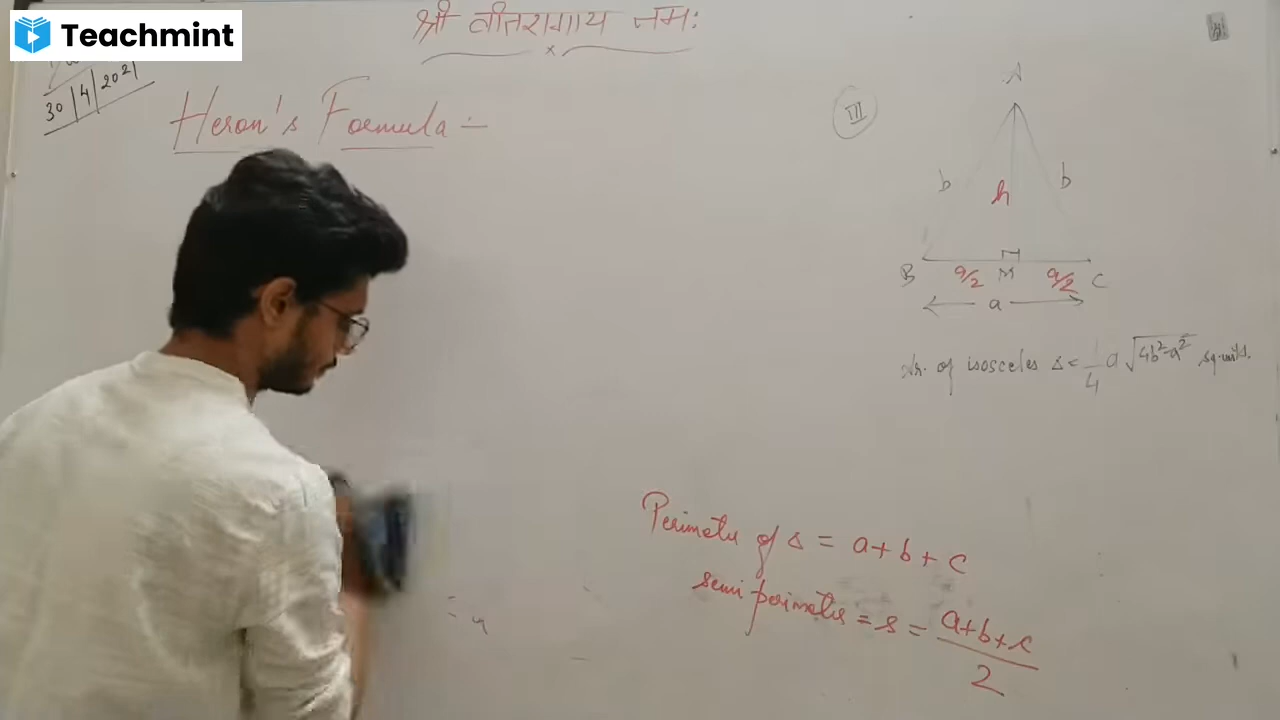 Teachmint
श्री वीतरागाय नमः
30/4/2021
Heron's Formula :-
III
A
b h b
B a/2 M a/2 C
a
Ar. of isosceles Δ = 1/4 a √4b²-a² sq. units.
Perimeter of Δ = a+b+c
semi perimeter = s = a+b+c/2